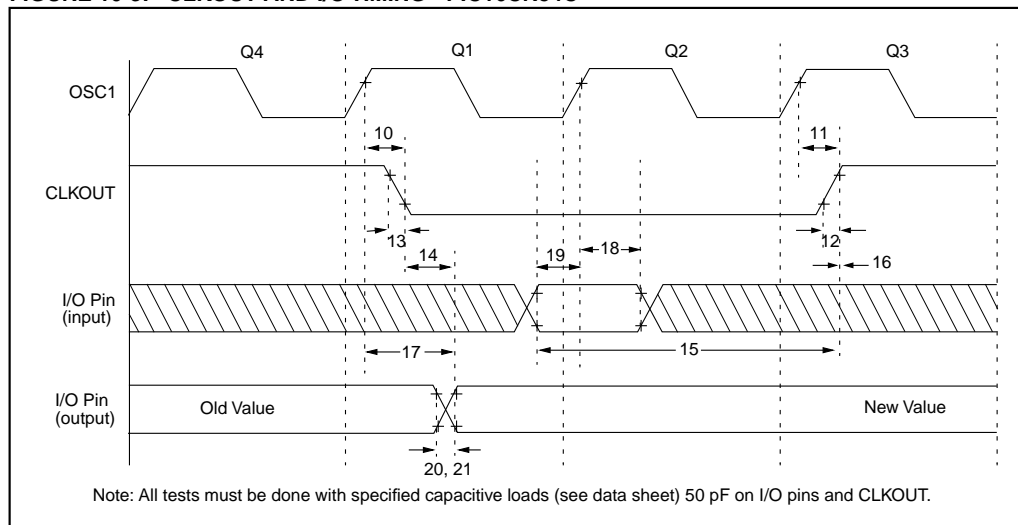 Q4 Q1 Q2 Q3
OSC1
10 11
CLKOUT
13 12
14 19 18 16
I/O Pin
(input)
17 15
I/O Pin
(output)
Old Value New Value
20, 21
Note: All tests must be done with specified capacitive loads (see data sheet) 50 pF on I/O pins and CLKOUT.